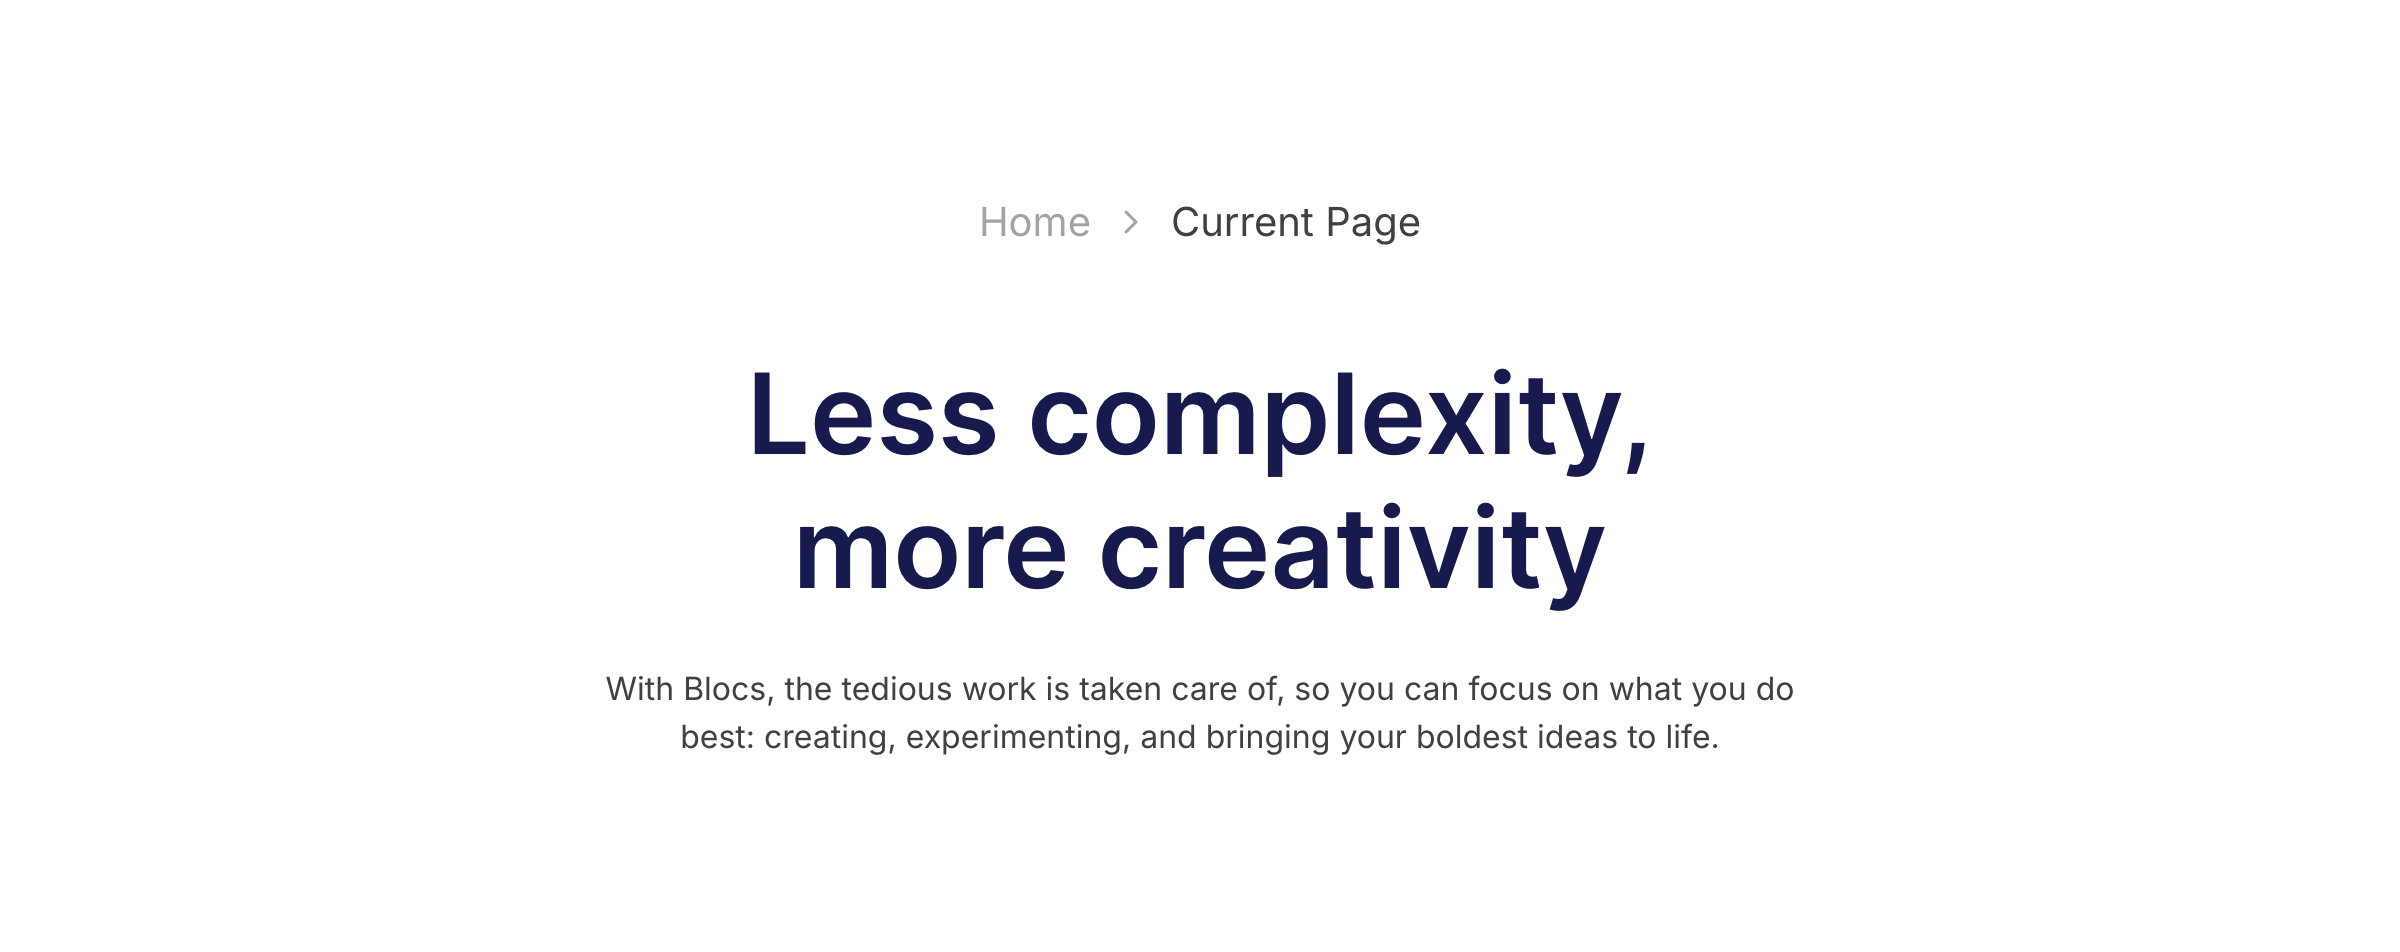 Home > Current Page
Less complexity,
more creativity
With Blocs, the tedious work is taken care of, so you can focus on what you do
best: creating, experimenting, and bringing your boldest ideas to life.